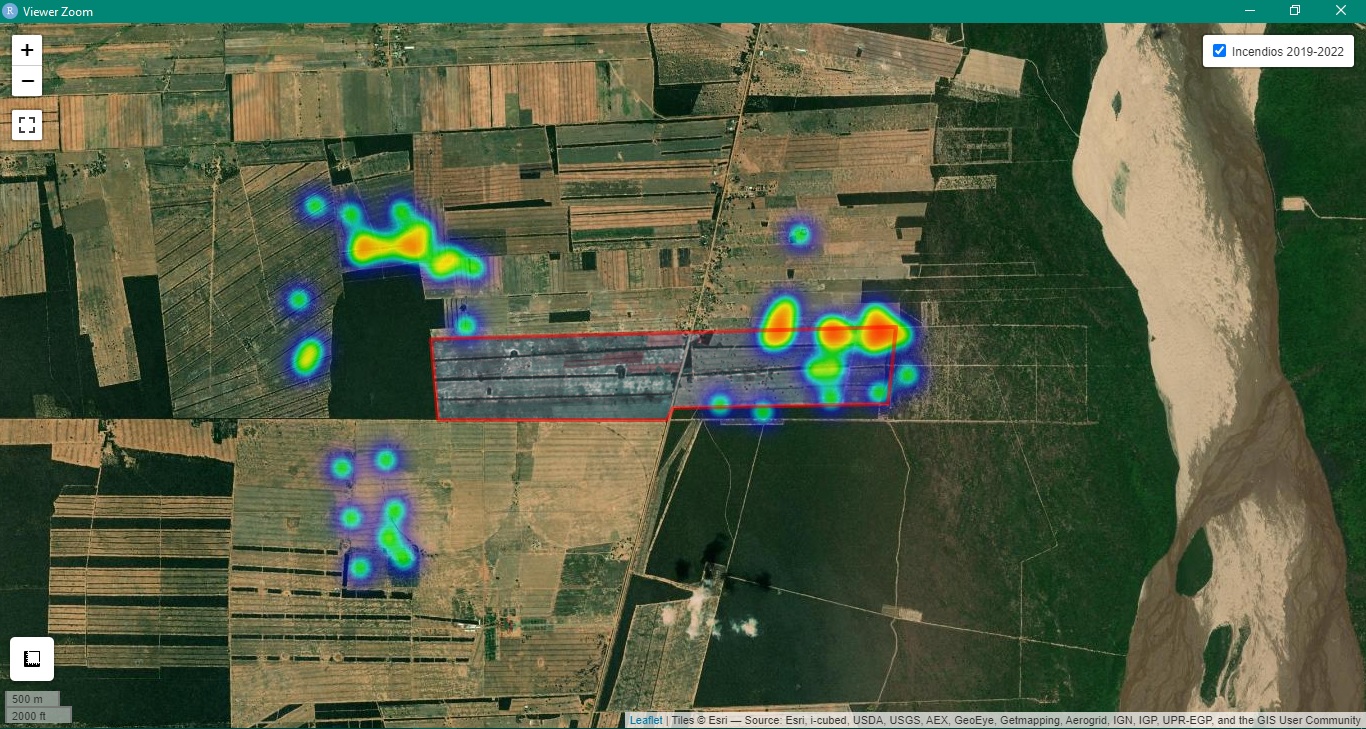 R Viewer Zoom
+
Incendios 2019-2022
−
500 m
2000 ft
Leaflet | Tiles © Esri — Source: Esri, i-cubed, USDA, USGS, AEX, GeoEye, Getmapping, Aerogrid, IGN, IGP, UPR-EGP, and the GIS User Community